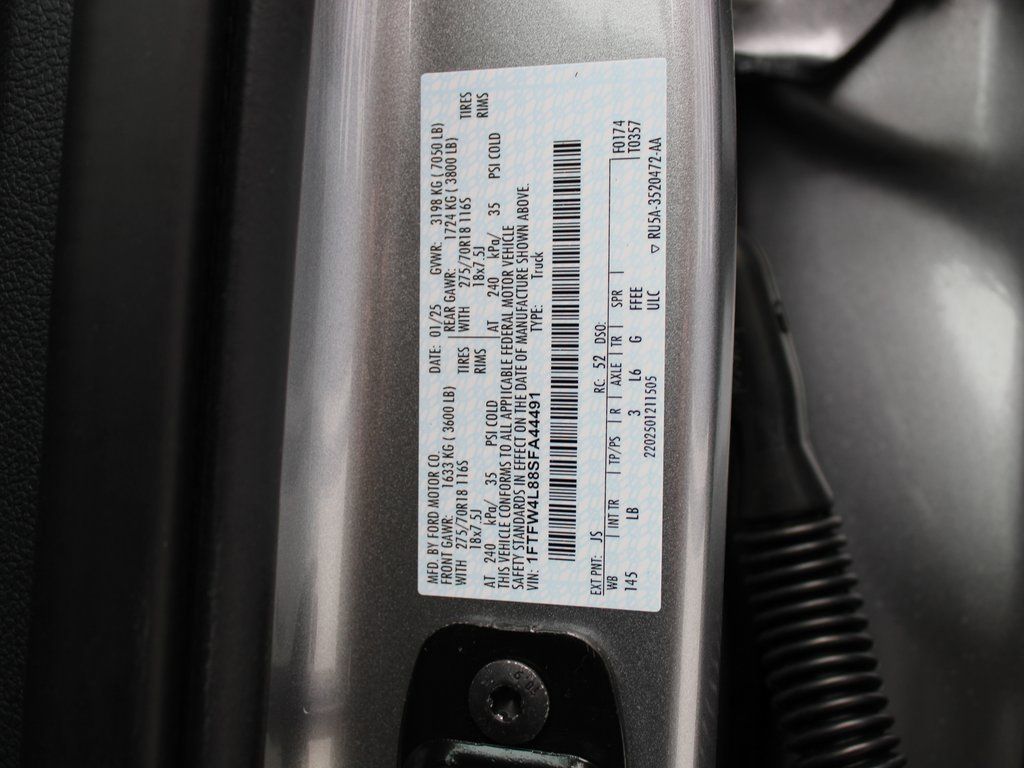 MFD BY FORD MOTOR CO. DATE: 01/25 GVWR: 3198 KG ( 7050 LB)
FRONT GAWR: 1633 KG ( 3600 LB) REAR GAWR: 1724 KG ( 3800 LB)
WITH 275/70R18 116S TIRES WITH 275/70R18 116S TIRES
18x7.5J RIMS 18x7.5J RIMS
AT 240 kPa/ 35 PSI COLD AT 240 kPa/ 35 PSI COLD
THIS VEHICLE CONFORMS TO ALL APPLICABLE FEDERAL MOTOR VEHICLE
SAFETY STANDARDS IN EFFECT ON THE DATE OF MANUFACTURE SHOWN ABOVE.
VIN: 1FTFW4L88SFA44491 TYPE: Truck
EXT PNT: JS RC: 52 DSO:
WB INT TR TP/PS R AXLE TR SPR F0174
145 LB 3 L6 G FFEE T0357
2202501211505 ULC ▽ RU5A-3520472-AA